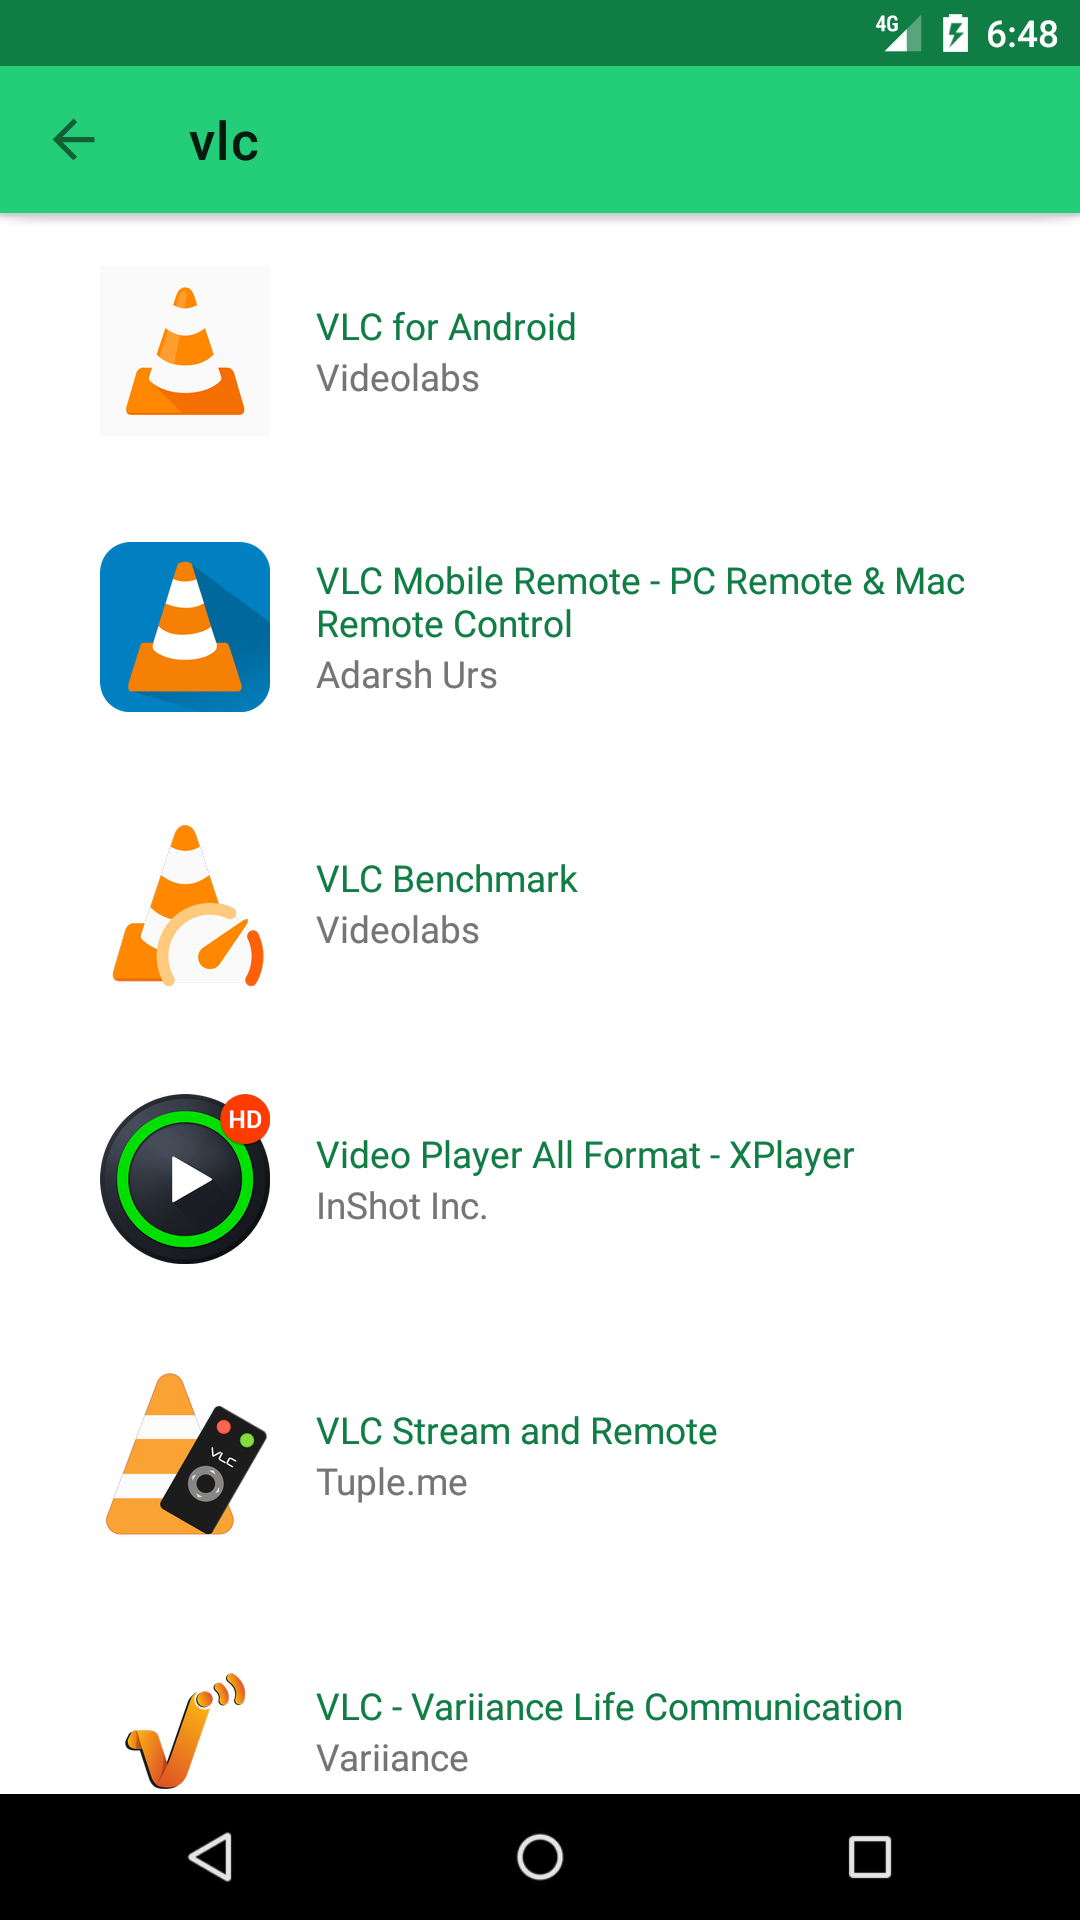 4G 6:48
vlc
VLC for Android
Videolabs
VLC Mobile Remote - PC Remote & Mac
Remote Control
Adarsh Urs
VLC Benchmark
Videolabs
HD
Video Player All Format - XPlayer
InShot Inc.
VLC
VLC Stream and Remote
Tuple.me
VLC - Variiance Life Communication
Variiance